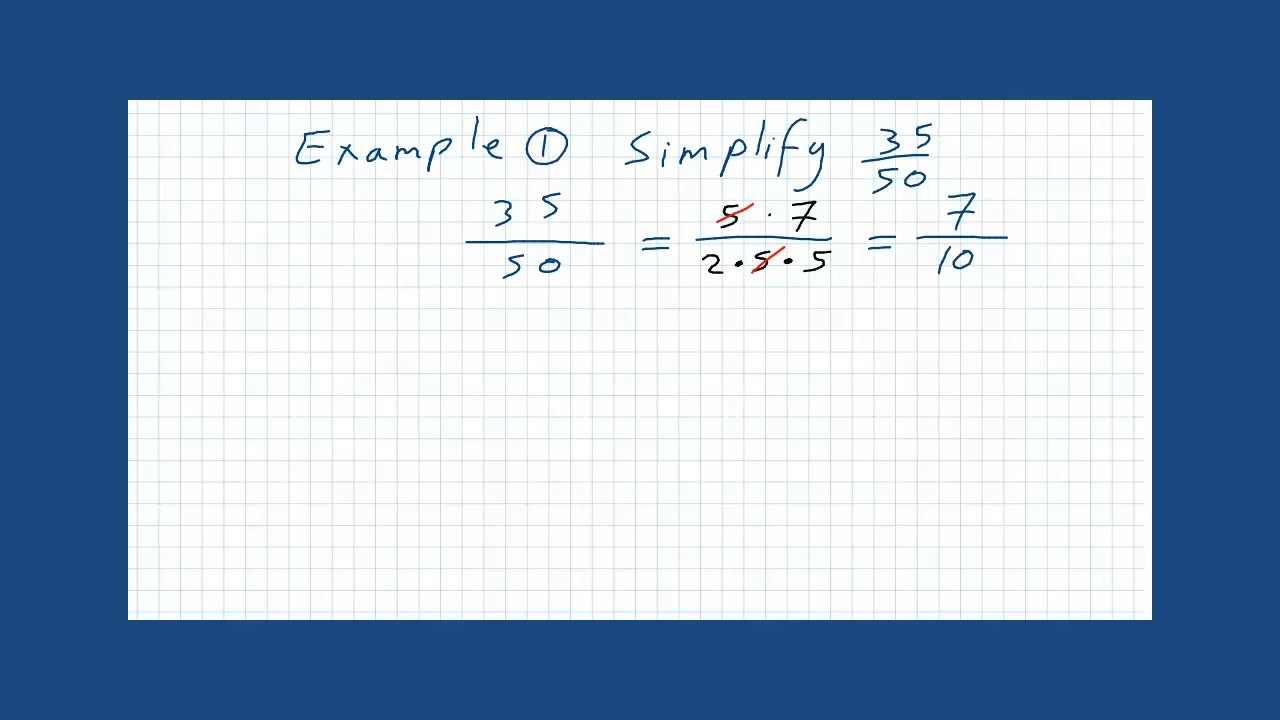 Example ① Simplify 35/50
35/50 = 5 · 7 / 2 · 5 · 5 = 7/10